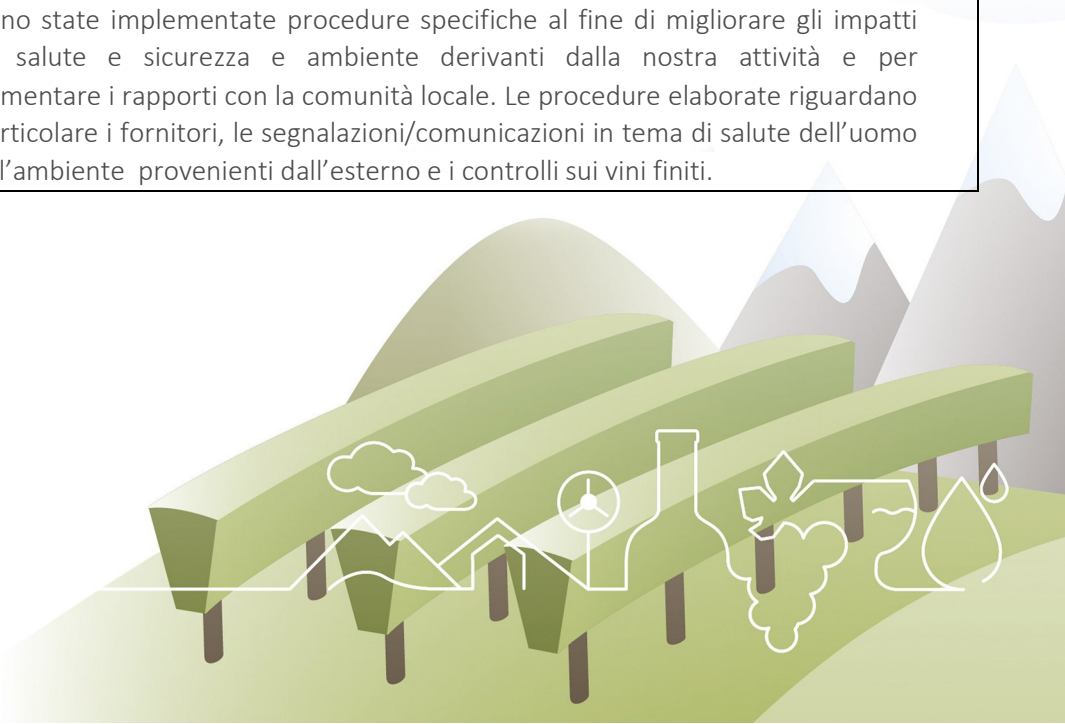 no state implementate procedure specifiche al fine di migliorare gli impatti
salute e sicurezza e ambiente derivanti dalla nostra attività e per
mentare i rapporti con la comunità locale. Le procedure elaborate riguardano
rticolare i fornitori, le segnalazioni/comunicazioni in tema di salute dell’uomo
l’ambiente provenienti dall’esterno e i controlli sui vini finiti.